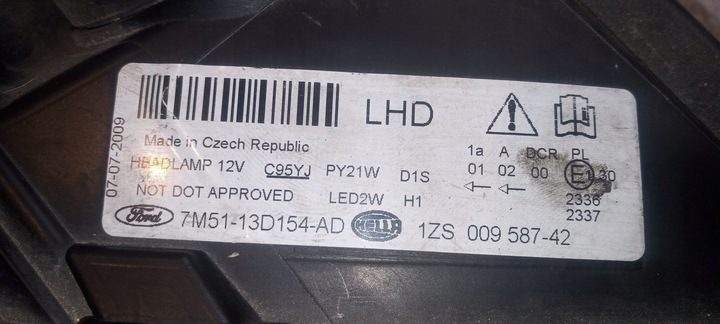 07-07-2009
LHD
Made in Czech Republic
HEADLAMP 12V C95YJ PY21W D1S
NOT DOT APPROVED LED2W H1
1a A DCR PL
01 02 00 E1 30
2336
2337
Ford 7M51-13D154-AD HELLA 1ZS 009 587-42